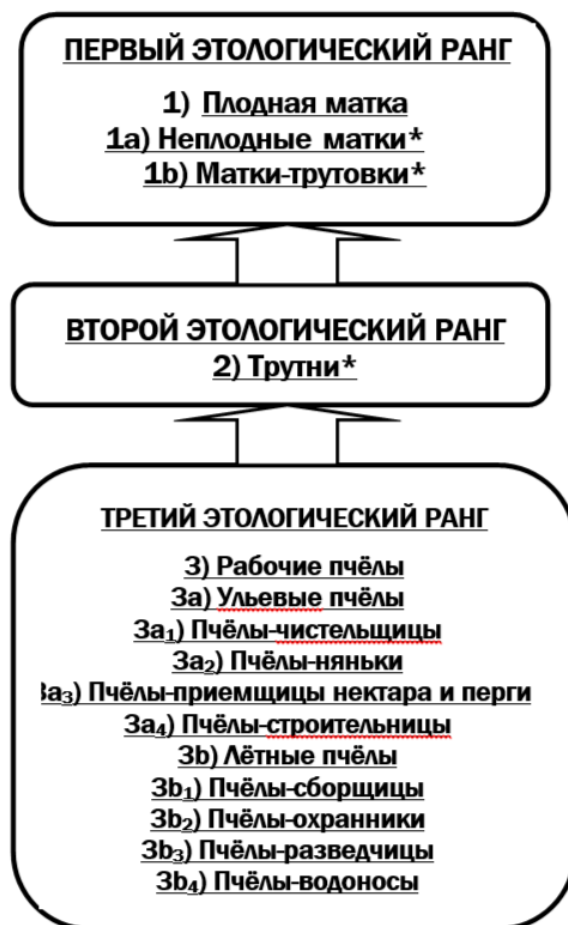 ПЕРВЫЙ ЭТОЛОГИЧЕСКИЙ РАНГ
1) Плодная матка
1a) Неплодные матки*
1b) Матки-трутовки*
ВТОРОЙ ЭТОЛОГИЧЕСКИЙ РАНГ
2) Трутни*
ТРЕТИЙ ЭТОЛОГИЧЕСКИЙ РАНГ
3) Рабочие пчёлы
3a) Ульевые пчёлы
3a₁) Пчёлы-чистельщицы
3a₂) Пчёлы-няньки
3a₃) Пчёлы-приемщицы нектара и перги
3a₄) Пчёлы-строительницы
3b) Лётные пчёлы
3b₁) Пчёлы-сборщицы
3b₂) Пчёлы-охранники
3b₃) Пчёлы-разведчицы
3b₄) Пчёлы-водоносы